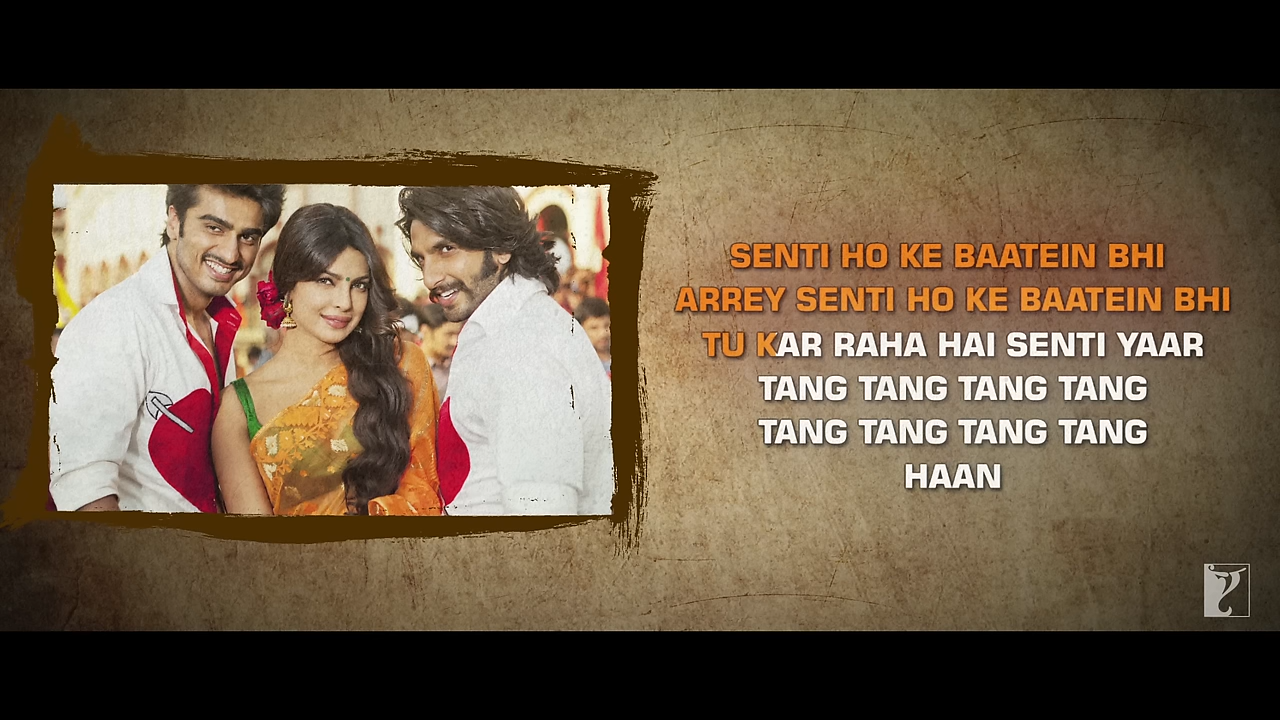 SENTI HO KE BAATEIN BHI
ARREY SENTI HO KE BAATEIN BHI
TU KAR RAHA HAI SENTI YAAR
TANG TANG TANG TANG
TANG TANG TANG TANG
HAAN